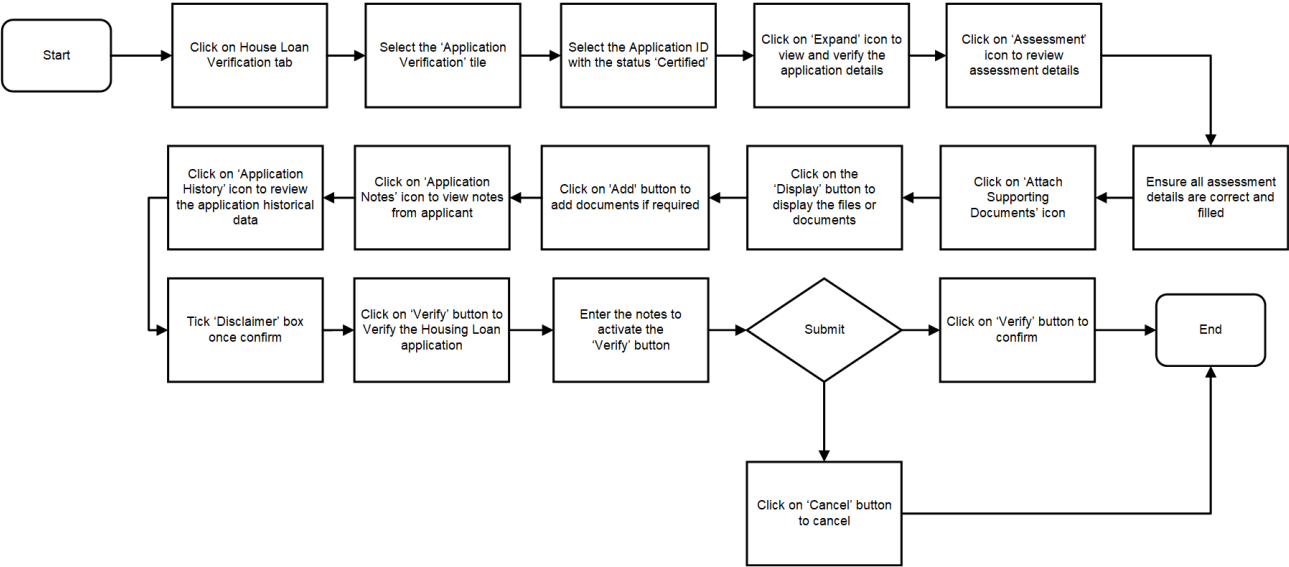 Start
Click on House Loan
Verification tab
Select the ‘Application
Verification’ tile
Select the Application ID
with the status ‘Certified’
Click on ‘Expand’ icon to
view and verify the
application details
Click on ‘Assessment’
icon to review
assessment details
Ensure all assessment
details are correct and
filled
Click on ‘Attach
Supporting
Documents’ icon
Click on the
‘Display’ button to
display the files or
documents
Click on 'Add' button to
add documents if required
Click on ‘Application
Notes’ icon to view notes
from applicant
Click on ‘Application
History’ icon to review
the application historical
data
Tick ‘Disclaimer’ box
once confirm
Click on ‘Verify’ button to
Verify the Housing Loan
application
Enter the notes to
activate the
‘Verify’ button
Submit
Click on ‘Verify’ button to
confirm
End
Click on ‘Cancel’ button
to cancel